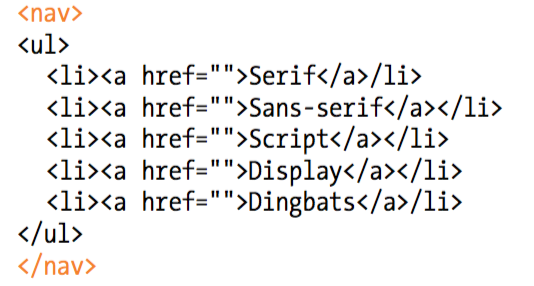 <nav>
<ul>
<li><a href="">Serif</a>/li>
<li><a href="">Sans-serif</a></li>
<li><a href="">Script</a></li>
<li><a href="">Display</a></li>
<li><a href="">Dingbats</a>/li>
</ul>
</nav>